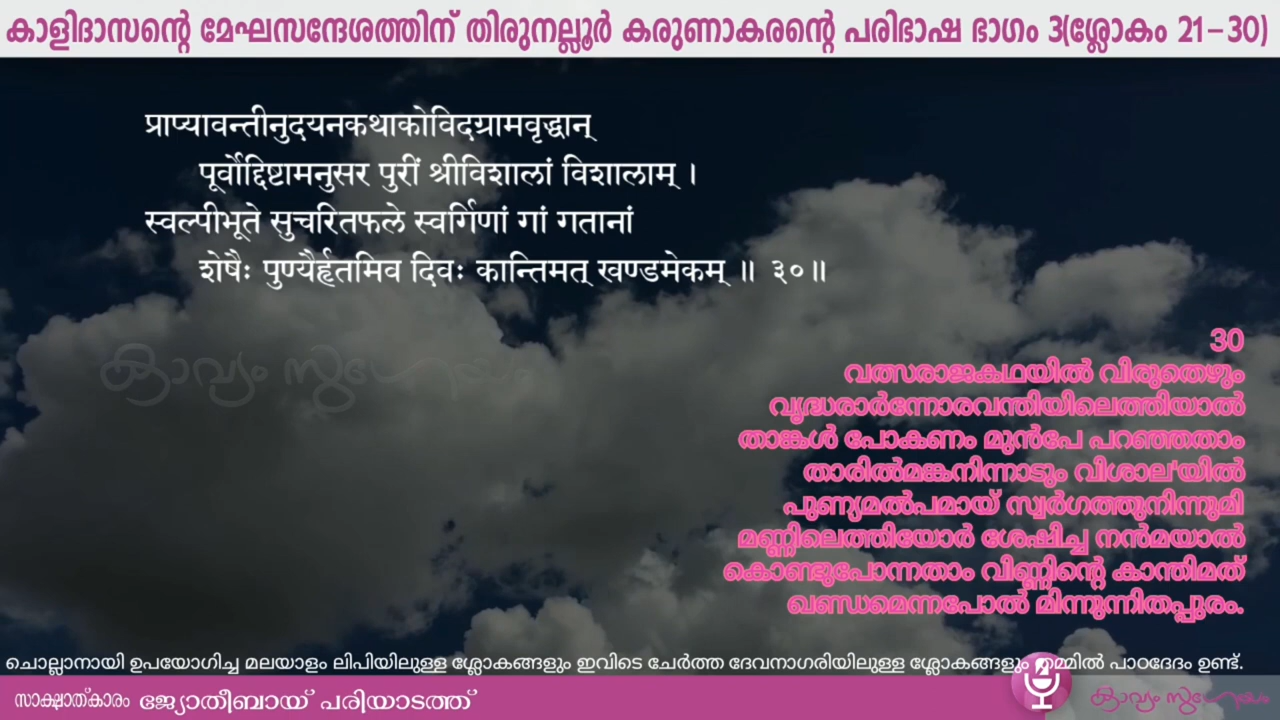 കാളിദാസന്റെ മേഘസന്ദേശത്തിന് തിരുനല്ലൂർ കരുണാകരന്റെ പരിഭാഷ ഭാഗം 3(ശ്ലോകം 21-30)
प्राप्यावन्तीनुदयनकथाकोविदग्रामवृद्धान्
पूर्वोद्दिष्टामनुसर पुरीं श्रीविशालां विशालाम् ।
स्वल्पीभूते सुचरितफले स्वर्गिणां गां गतानां
शेषैः पुण्यैर्हृतमिव दिवः कान्तिमत् खण्डमेकम् ॥ ३० ॥
കാവ്യം സുഗേയം
30
വത്സരാജകഥയിൽ വിരുതെഴും
വൃദ്ധരാർന്നോരവന്തിയിലെത്തിയാൽ
താങ്കൾ പോകണം മുൻപേ പറഞ്ഞതാം
താരിൽമങ്കനിന്നാടും വിശാല'യിൽ
പുണ്യമൽപമായ് സ്വർഗത്തുനിന്നുമി
മണ്ണിലെത്തിയോർ ശേഷിച്ച നൻമയാൽ
കൊണ്ടുപോന്നതാം വിണ്ണിന്റെ കാന്തിമത്
ഖണ്ഡമെന്നപോൽ മിന്നുന്നിതപ്പുരം.
ചൊല്ലാനായി ഉപയോഗിച്ച മലയാളം ലിപിയിലുള്ള ശ്ലോകങ്ങളും ഇവിടെ ചേർത്ത ദേവനാഗരിയിലുള്ള ശ്ലോകങ്ങളും തമ്മിൽ പാഠഭേദം ഉണ്ട്.
സാക്ഷാത്കാരം ജ്യോതീബായ് പരിയാടത്ത്
കാവ്യം സുഗേയം